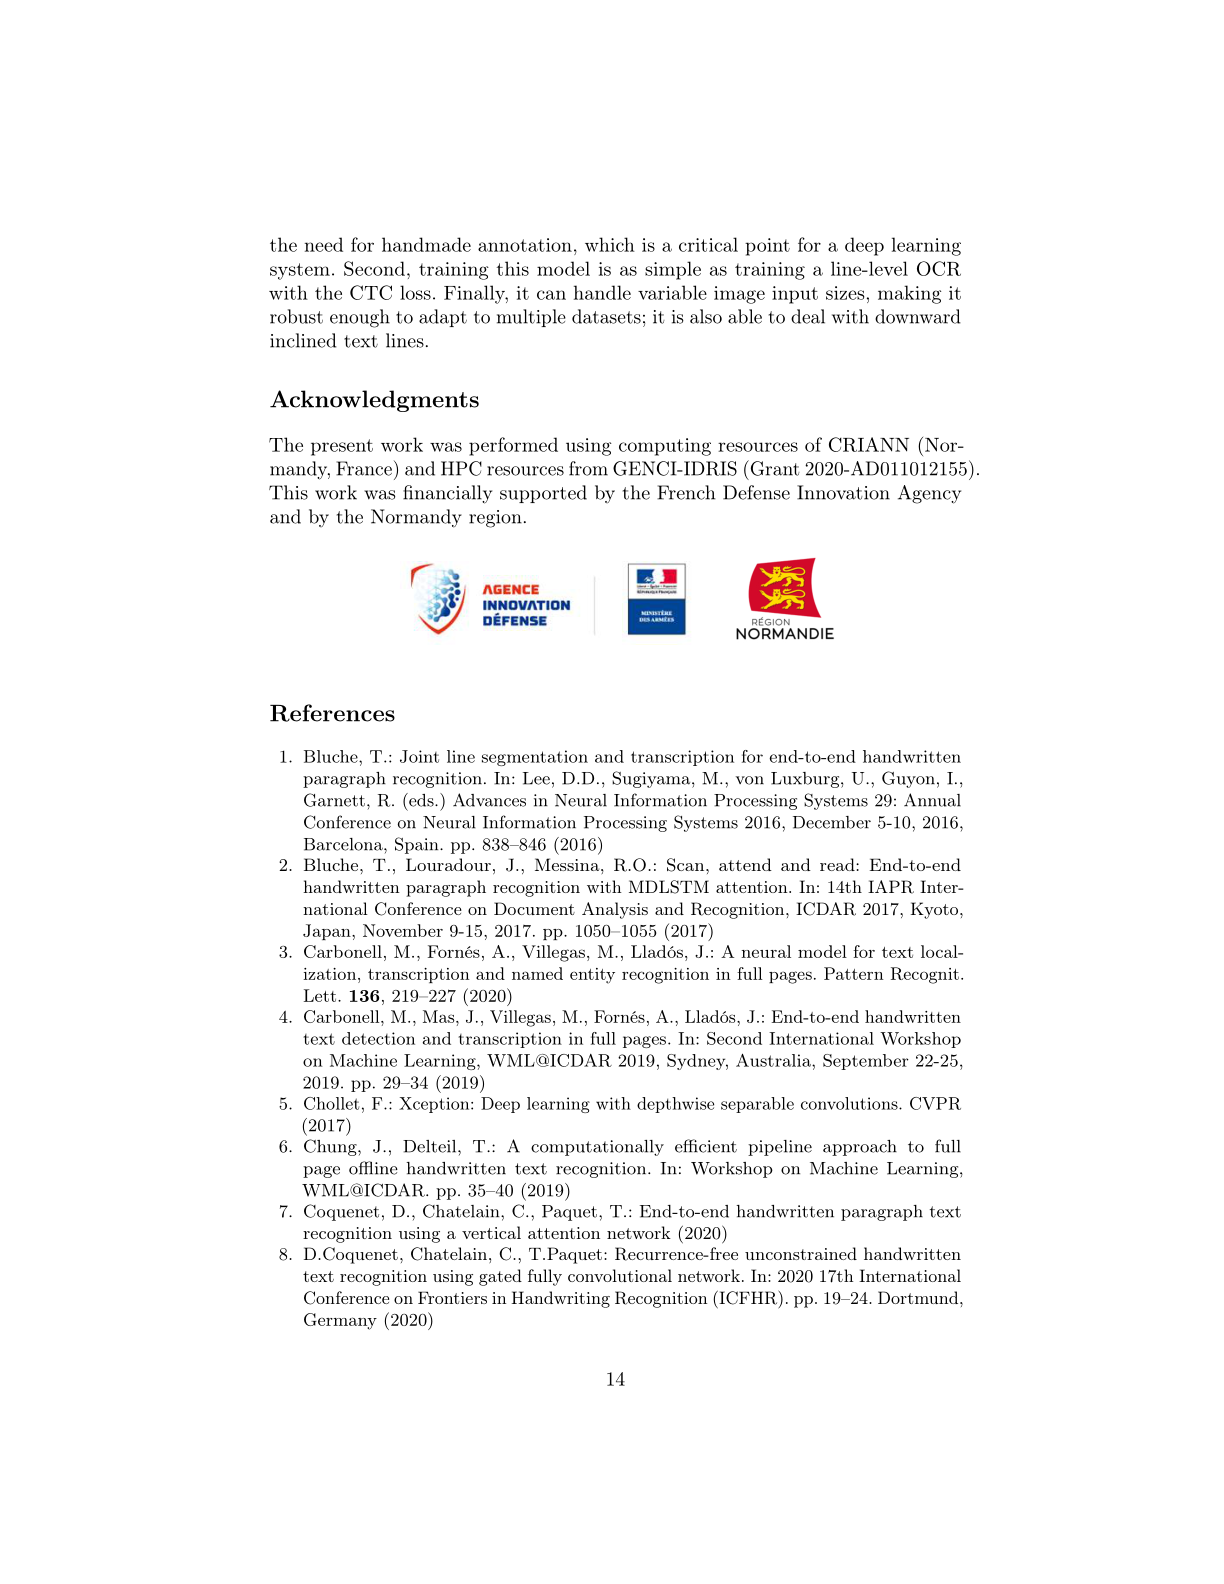 the need for handmade annotation, which is a critical point for a deep learning
system. Second, training this model is as simple as training a line-level OCR
with the CTC loss. Finally, it can handle variable image input sizes, making it
robust enough to adapt to multiple datasets; it is also able to deal with downward
inclined text lines.
Acknowledgments
The present work was performed using computing resources of CRIANN (Nor-
mandy, France) and HPC resources from GENCI-IDRIS (Grant 2020-AD011012155).
This work was financially supported by the French Defense Innovation Agency
and by the Normandy region.
AGENCE
INNOVATION
DÉFENSE
RÉPUBLIQUE FRANÇAISE
MINISTÈRE
DES ARMÉES
RÉGION
NORMANDIE
References
1. Bluche, T.: Joint line segmentation and transcription for end-to-end handwritten
paragraph recognition. In: Lee, D.D., Sugiyama, M., von Luxburg, U., Guyon, I.,
Garnett, R. (eds.) Advances in Neural Information Processing Systems 29: Annual
Conference on Neural Information Processing Systems 2016, December 5-10, 2016,
Barcelona, Spain. pp. 838–846 (2016)
2. Bluche, T., Louradour, J., Messina, R.O.: Scan, attend and read: End-to-end
handwritten paragraph recognition with MDLSTM attention. In: 14th IAPR Inter-
national Conference on Document Analysis and Recognition, ICDAR 2017, Kyoto,
Japan, November 9-15, 2017. pp. 1050–1055 (2017)
3. Carbonell, M., Fornés, A., Villegas, M., Lladós, J.: A neural model for text local-
ization, transcription and named entity recognition in full pages. Pattern Recognit.
Lett. 136, 219–227 (2020)
4. Carbonell, M., Mas, J., Villegas, M., Fornés, A., Lladós, J.: End-to-end handwritten
text detection and transcription in full pages. In: Second International Workshop
on Machine Learning, WML@ICDAR 2019, Sydney, Australia, September 22-25,
2019. pp. 29–34 (2019)
5. Chollet, F.: Xception: Deep learning with depthwise separable convolutions. CVPR
(2017)
6. Chung, J., Delteil, T.: A computationally efficient pipeline approach to full
page offline handwritten text recognition. In: Workshop on Machine Learning,
WML@ICDAR. pp. 35–40 (2019)
7. Coquenet, D., Chatelain, C., Paquet, T.: End-to-end handwritten paragraph text
recognition using a vertical attention network (2020)
8. D.Coquenet, Chatelain, C., T.Paquet: Recurrence-free unconstrained handwritten
text recognition using gated fully convolutional network. In: 2020 17th International
Conference on Frontiers in Handwriting Recognition (ICFHR). pp. 19–24. Dortmund,
Germany (2020)
14